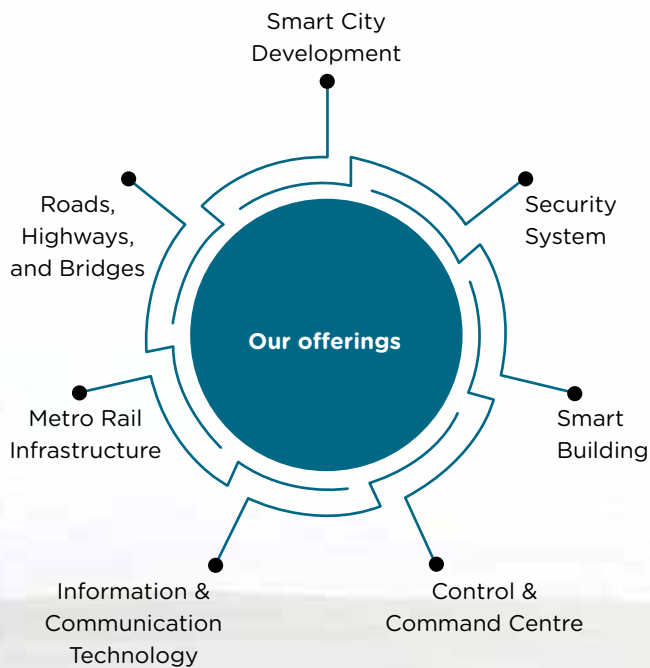 Smart City
Development
Security
System
Smart
Building
Control &
Command Centre
Information &
Communication
Technology
Metro Rail
Infrastructure
Roads,
Highways,
and Bridges
Our offerings